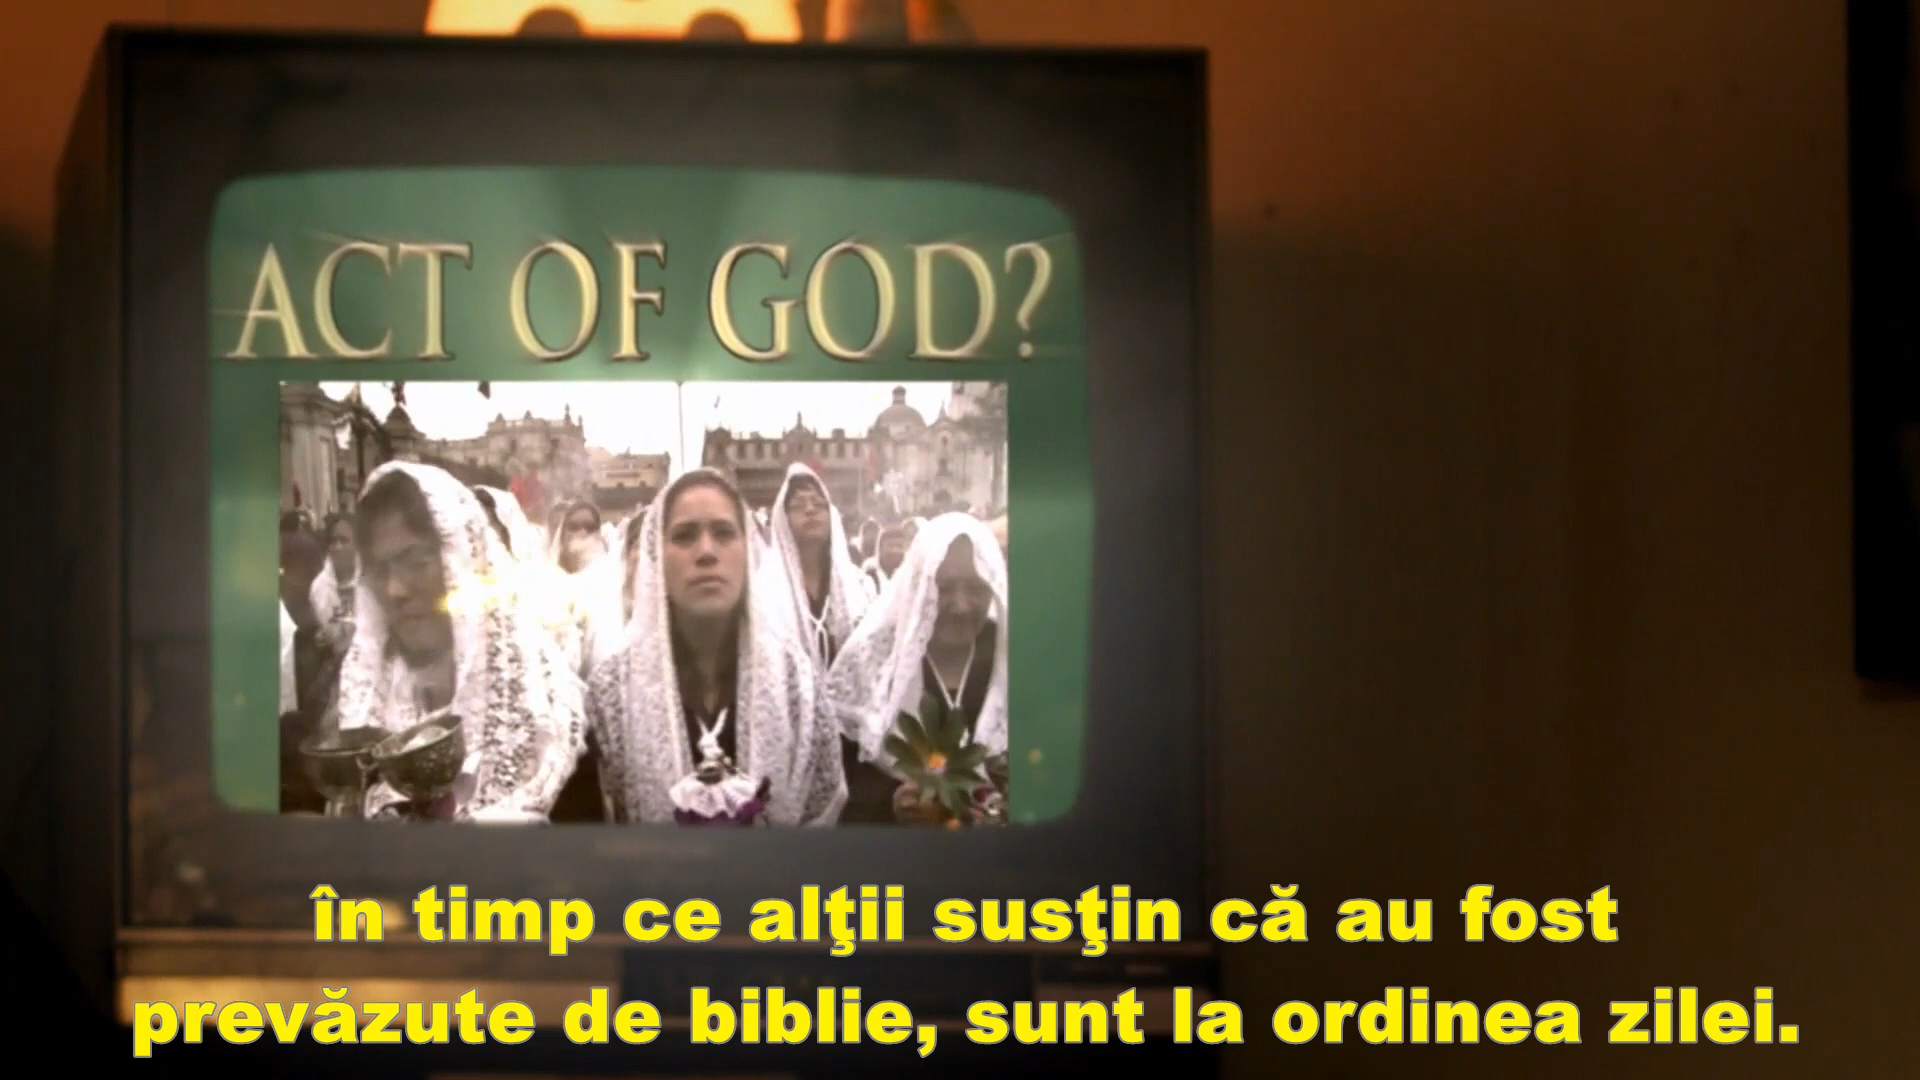 ACT OF GOD?
în timp ce alţii susţin că au fost
prevăzute de biblie, sunt la ordinea zilei.